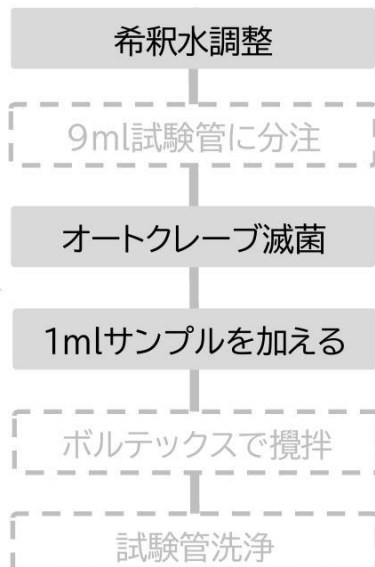 希釈水調整
9ml試験管に分注
オートクレーブ滅菌
1mlサンプルを加える
ボルテックスで攪拌
試験管洗浄